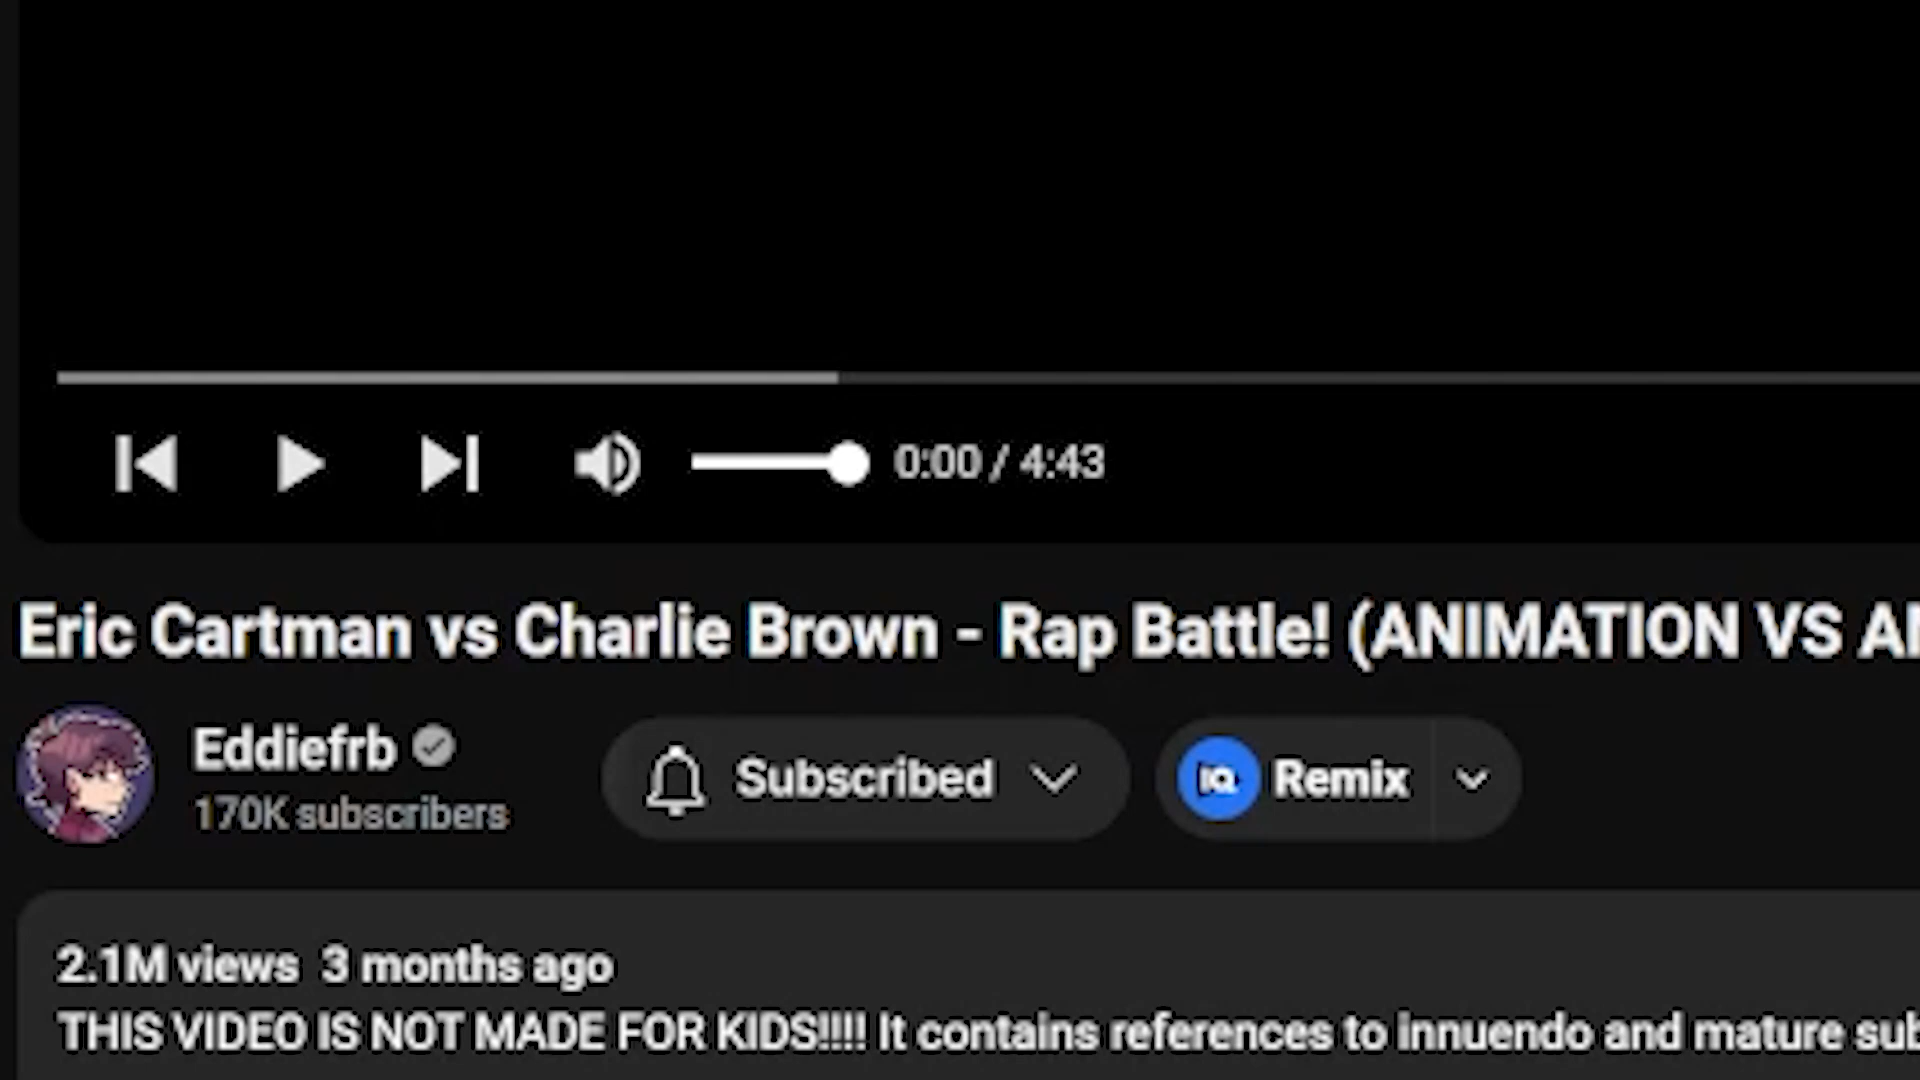 0:00 / 4:43
Eric Cartman vs Charlie Brown - Rap Battle! (ANIMATION VS
Eddiefrb
170K subscribers
Subscribed
IQ Remix
2.1M views 3 months ago
THIS VIDEO IS NOT MADE FOR KIDS!!!! It contains references to innuendo and mature